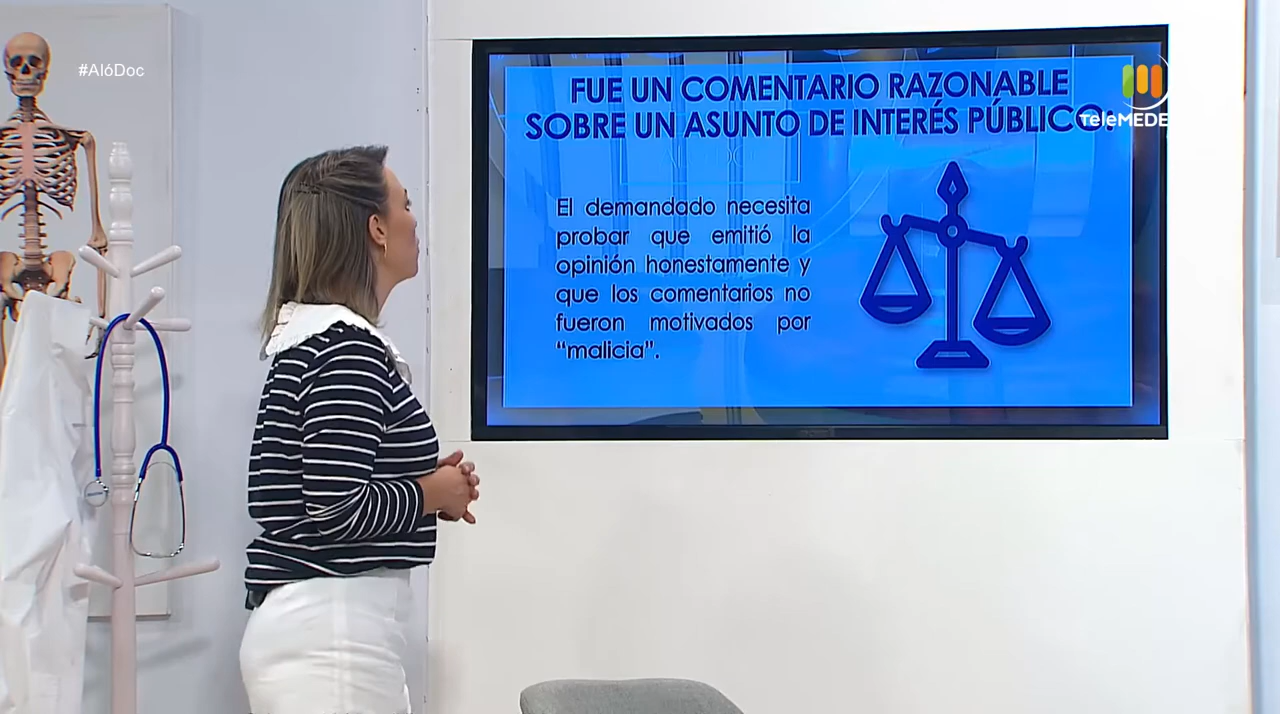 #AlóDoc
FUE UN COMENTARIO RAZONABLE
SOBRE UN ASUNTO DE INTERÉS PÚBLICO.
TeleMEDE
El demandado necesita
probar que emitió la
opinión honestamente y
que los comentarios no
fueron motivados por
“malicia”.